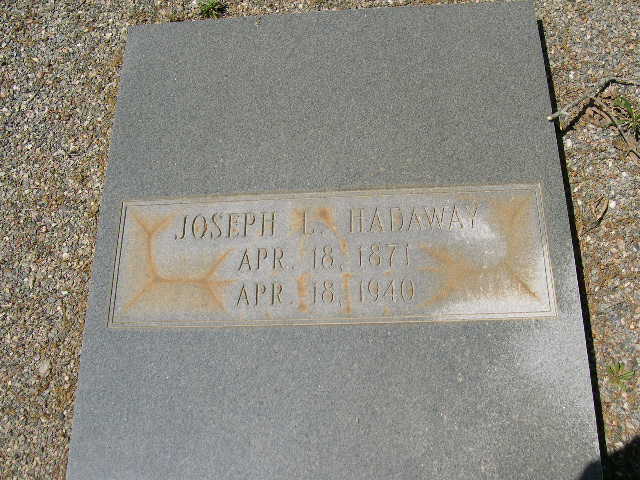 JOSEPH L. HADAWAY
APR. 18, 1871
APR. 18, 1940